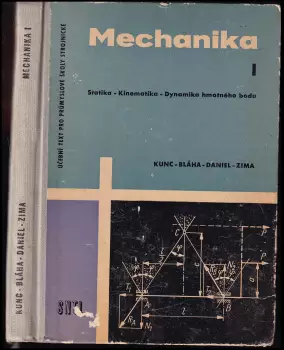 MECHANIKA I
KUNC-BLÁHA-DANIEL-ZIMA
UČEBNÍ TEXT PRO PRŮMYSLOVÉ ŠKOLY STROJNICKÉ
Mechanika
I
Statika - Kinematika - Dynamika hmotného bodu
KUNC-BLÁHA-DANIEL-ZIMA
SNTL